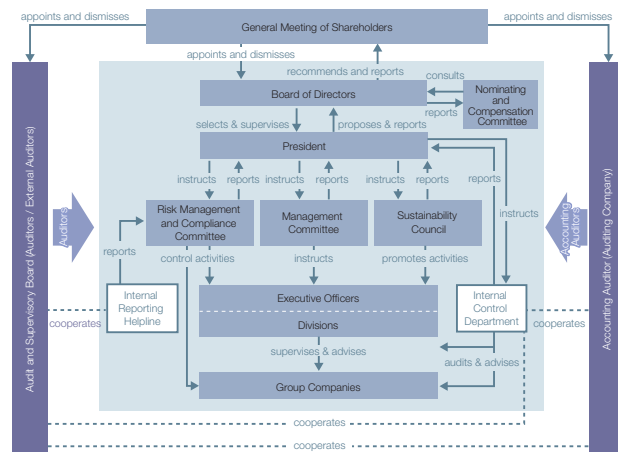 appoints and dismisses
General Meeting of Shareholders
appoints and dismisses
appoints and dismisses
recommends and reports
consults
Board of Directors
Nominating
and
Compensation
Committee
reports
selects & supervises
proposes & reports
President
instructs
reports
instructs
reports
instructs
reports
reports
instructs
Risk Management
and Compliance
Committee
Management
Committee
Sustainability
Council
Auditors
Accounting
Auditors
Audit and Supervisory Board (Auditors / External Auditors)
Accounting Auditor (Auditing Company)
reports
control activities
instructs
promotes activities
Internal
Reporting
Helpline
Executive Officers
Divisions
Internal
Control
Department
cooperates
cooperates
supervises & advises
audits & advises
Group Companies
cooperates
cooperates